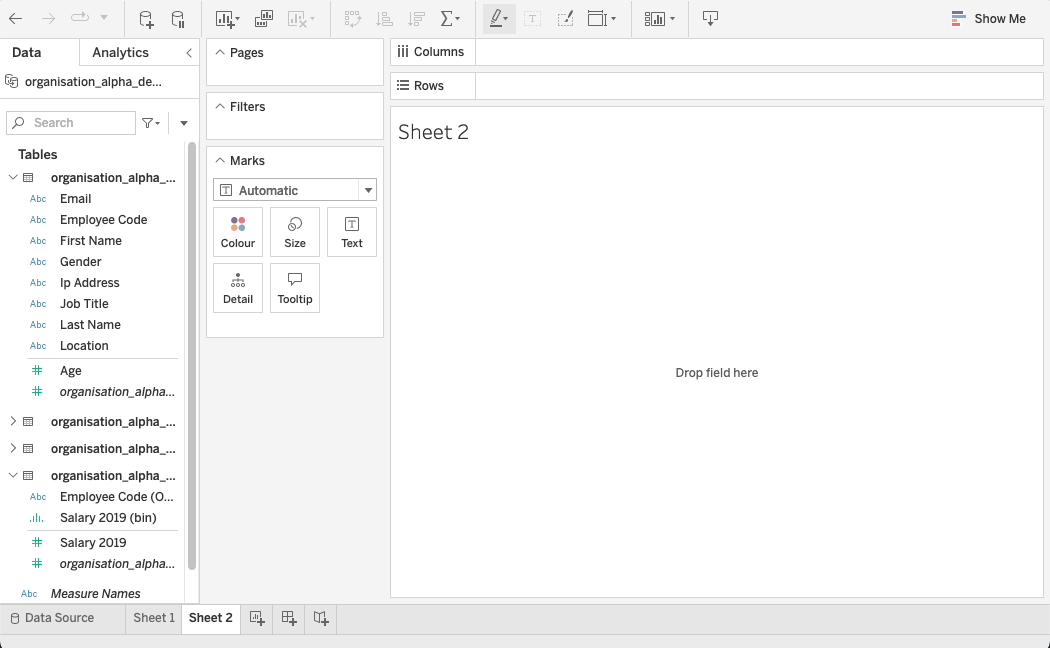 Show Me
Data
Analytics
organisation_alpha_de...
Search
Tables
organisation_alpha_...
Abc Email
Abc Employee Code
Abc First Name
Abc Gender
Abc Ip Address
Abc Job Title
Abc Last Name
Abc Location
# Age
# organisation_alpha...
organisation_alpha_...
organisation_alpha_...
organisation_alpha_...
Abc Employee Code (O...
Salary 2019 (bin)
# Salary 2019
# organisation_alpha...
Abc Measure Names
Pages
Filters
Marks
T Automatic
Colour
Size
Text
Detail
Tooltip
Columns
Rows
Sheet 2
Drop field here
Data Source
Sheet 1
Sheet 2